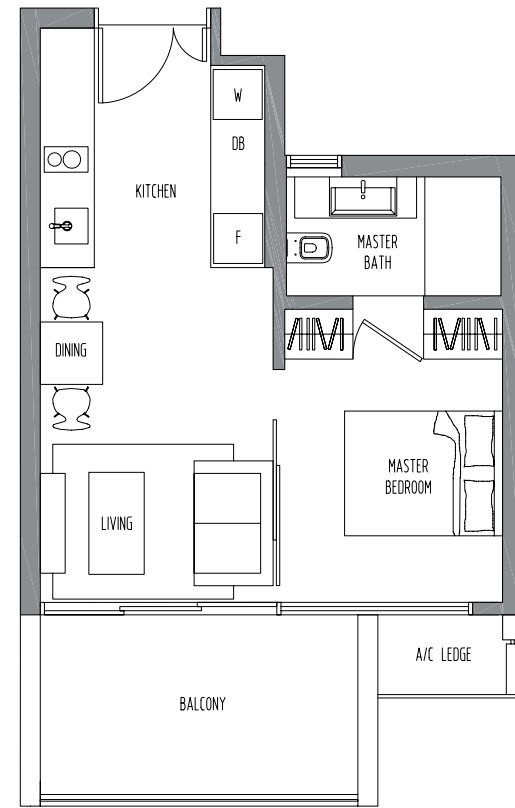 W
DB
KITCHEN
F
MASTER
BATH
DINING
MASTER
BEDROOM
LIVING
A/C LEDGE
BALCONY